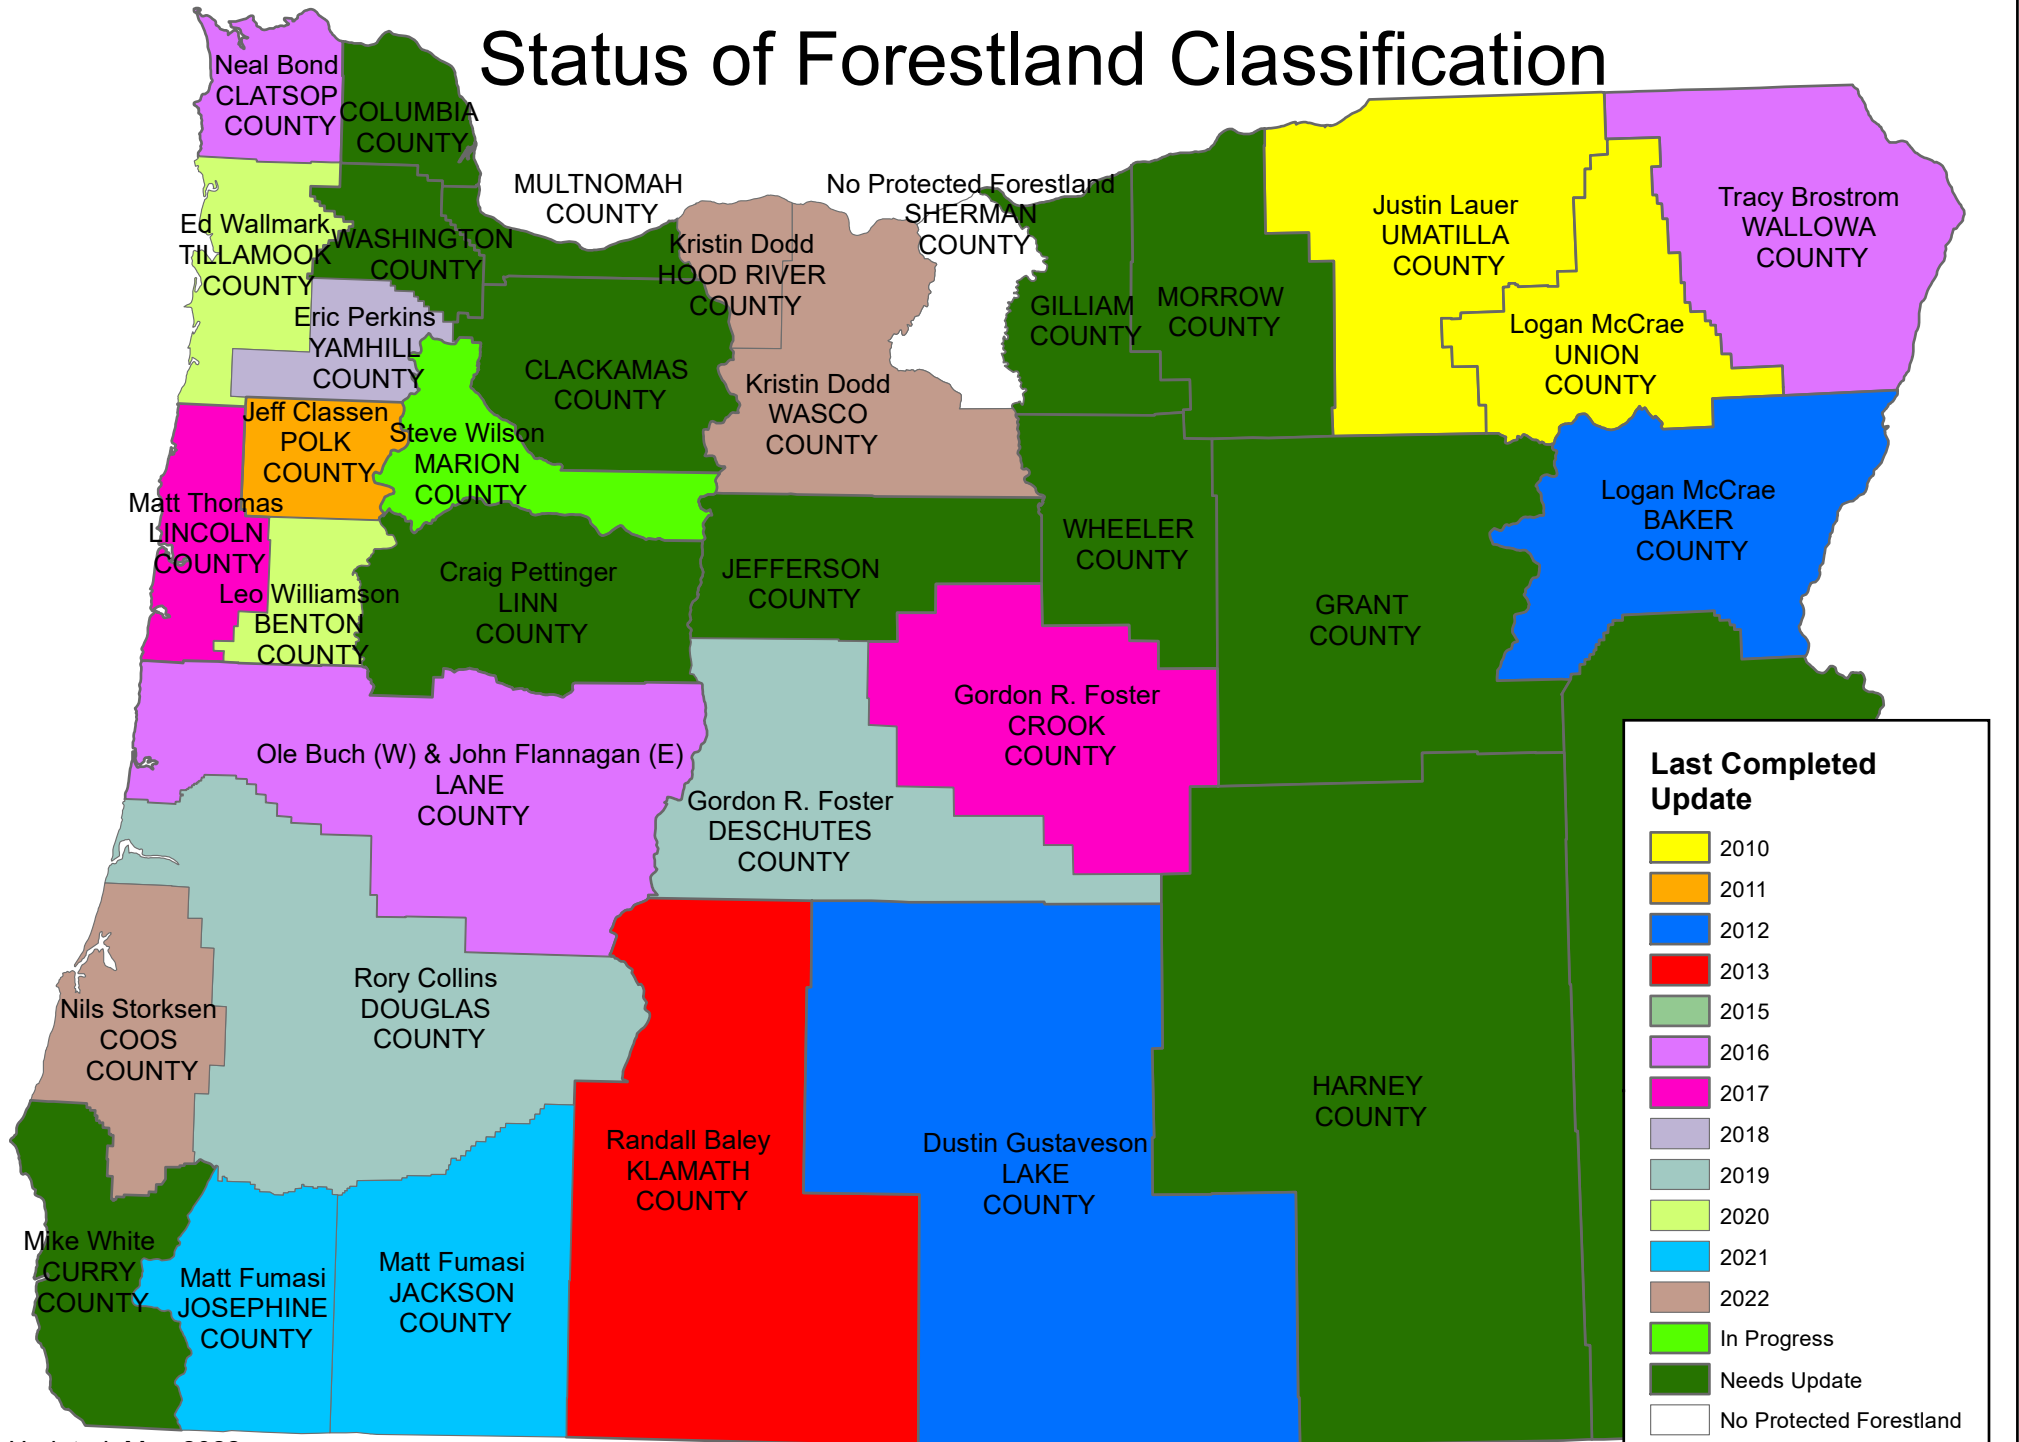 Status of Forestland Classification
Neal Bond
CLATSOP
COUNTY
COLUMBIA
COUNTY
MULTNOMAH
COUNTY
No Protected Forestland
SHERMAN
COUNTY
Ed Wallmark
TILLAMOOK
COUNTY
WASHINGTON
COUNTY
Kristin Dodd
HOOD RIVER
COUNTY
GILLIAM
COUNTY
MORROW
COUNTY
Justin Lauer
UMATILLA
COUNTY
Tracy Brostrom
WALLOWA
COUNTY
Eric Perkins
YAMHILL
COUNTY
CLACKAMAS
COUNTY
Kristin Dodd
WASCO
COUNTY
Logan McCrae
UNION
COUNTY
Jeff Classen
POLK
COUNTY
Steve Wilson
MARION
COUNTY
Matt Thomas
LINCOLN
COUNTY
Leo Williamson
BENTON
COUNTY
Craig Pettinger
LINN
COUNTY
JEFFERSON
COUNTY
WHEELER
COUNTY
GRANT
COUNTY
Logan McCrae
BAKER
COUNTY
Ole Buch (W) & John Flannagan (E)
LANE
COUNTY
Gordon R. Foster
CROOK
COUNTY
Gordon R. Foster
DESCHUTES
COUNTY
Nils Storksen
COOS
COUNTY
Rory Collins
DOUGLAS
COUNTY
Randall Baley
KLAMATH
COUNTY
Dustin Gustaveson
LAKE
COUNTY
HARNEY
COUNTY
Mike White
CURRY
COUNTY
Matt Fumasi
JOSEPHINE
COUNTY
Matt Fumasi
JACKSON
COUNTY
Last Completed
Update
2010
2011
2012
2013
2015
2016
2017
2018
2019
2020
2021
2022
In Progress
Needs Update
No Protected Forestland